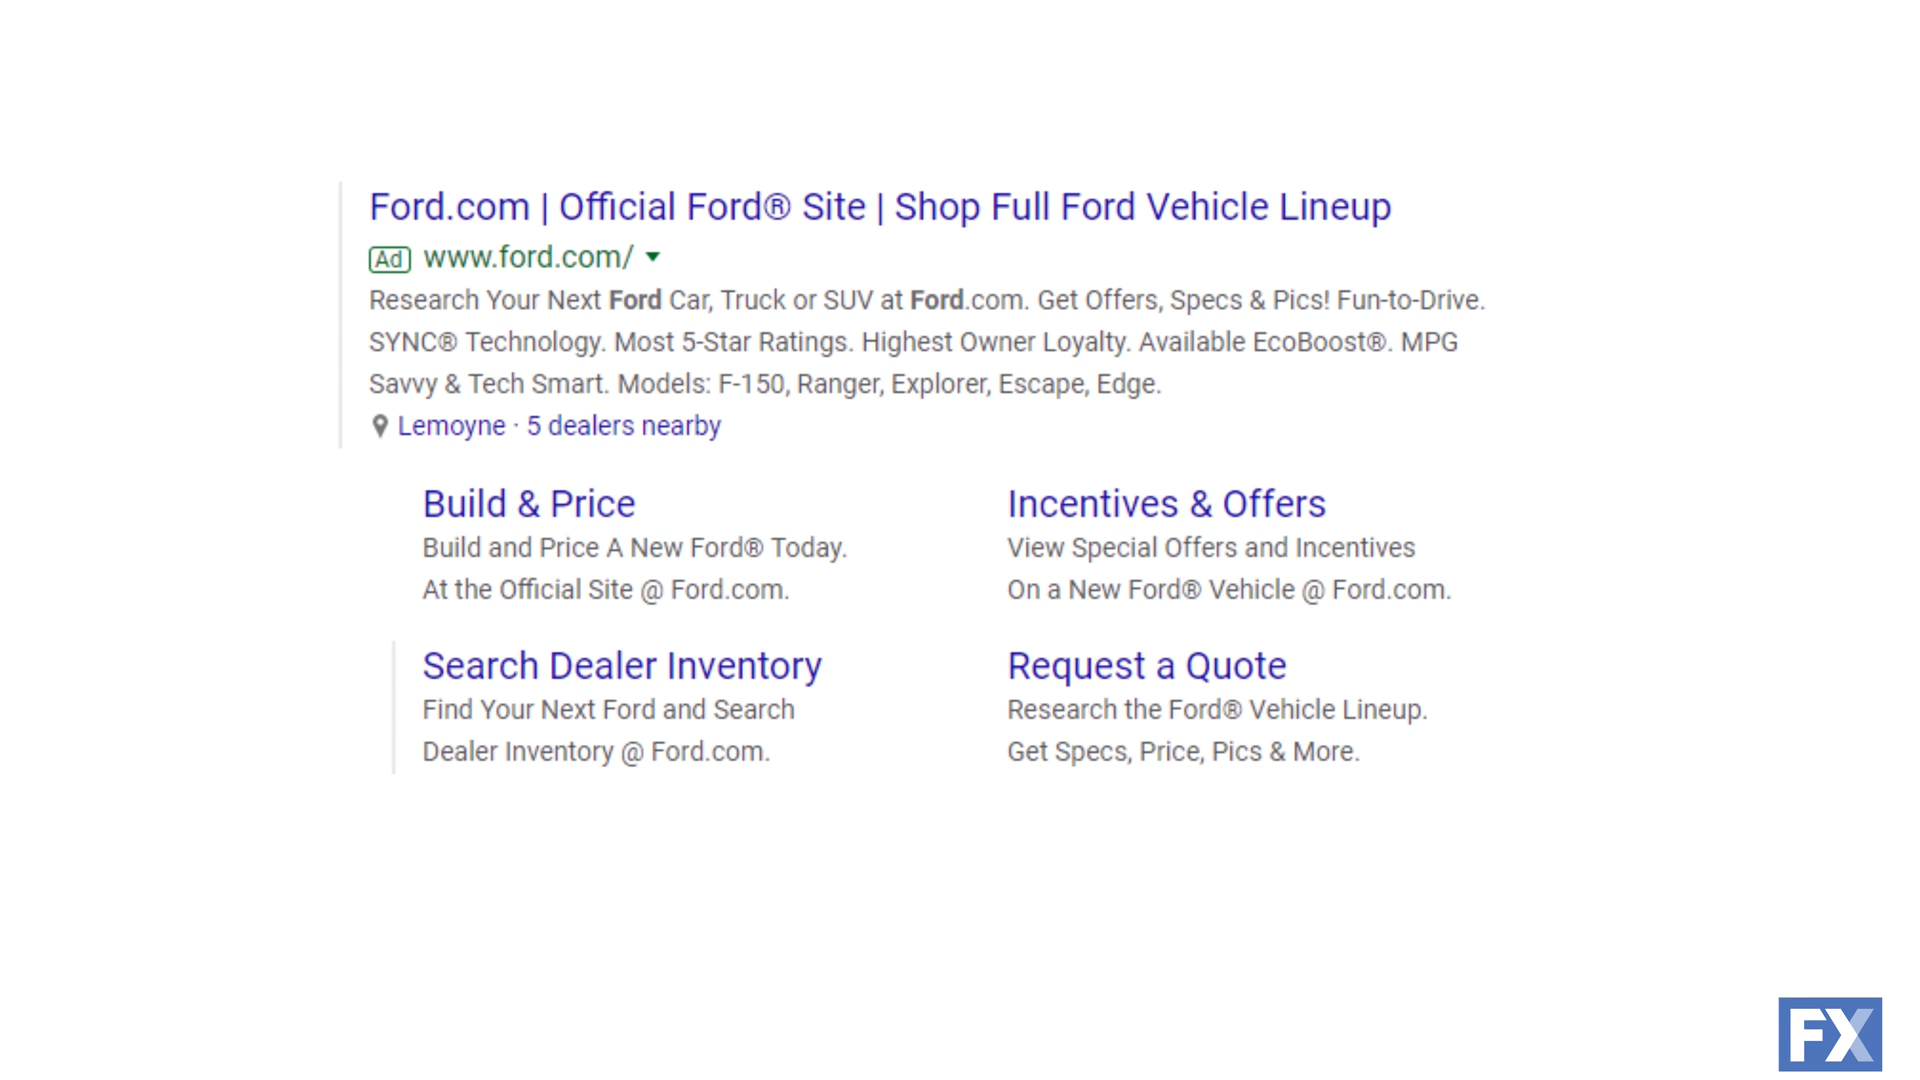 Ford.com | Official Ford® Site | Shop Full Ford Vehicle Lineup
Ad www.ford.com/
Research Your Next Ford Car, Truck or SUV at Ford.com. Get Offers, Specs & Pics! Fun-to-Drive.
SYNC® Technology. Most 5-Star Ratings. Highest Owner Loyalty. Available EcoBoost®. MPG
Savvy & Tech Smart. Models: F-150, Ranger, Explorer, Escape, Edge.
Lemoyne · 5 dealers nearby
Build & Price
Build and Price A New Ford® Today.
At the Official Site @ Ford.com.
Incentives & Offers
View Special Offers and Incentives
On a New Ford® Vehicle @ Ford.com.
Search Dealer Inventory
Find Your Next Ford and Search
Dealer Inventory @ Ford.com.
Request a Quote
Research the Ford® Vehicle Lineup.
Get Specs, Price, Pics & More.
FX